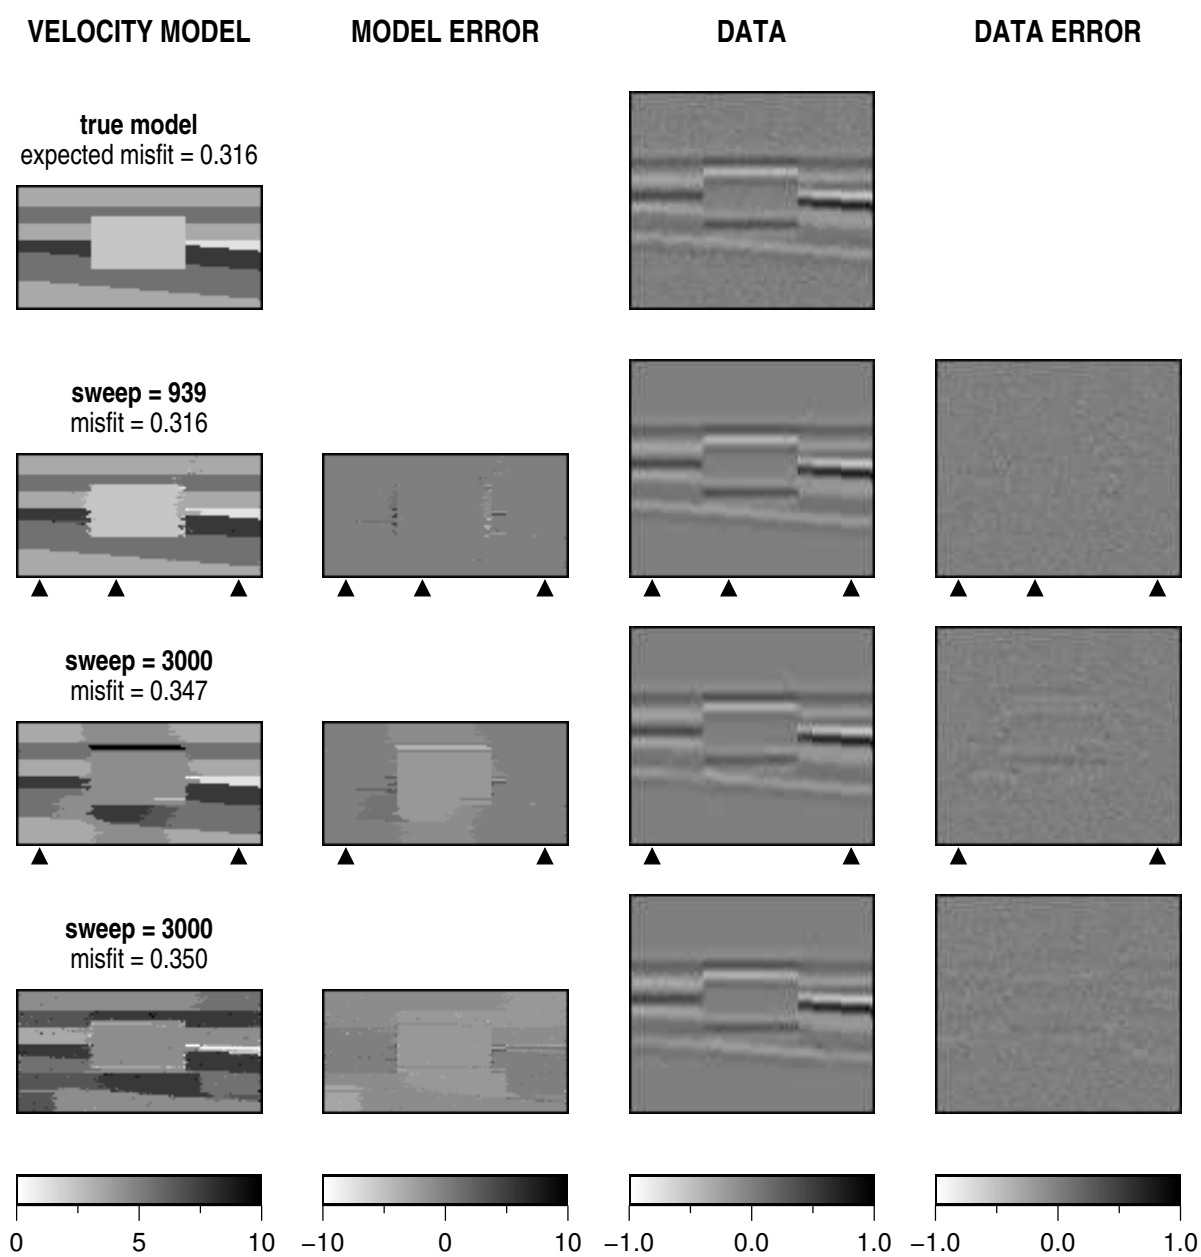 VELOCITY MODEL MODEL ERROR DATA DATA ERROR
true model
expected misfit = 0.316
sweep = 939
misfit = 0.316
sweep = 3000
misfit = 0.347
sweep = 3000
misfit = 0.350
0 5 10 −10 0 10 −1.0 0.0 1.0 −1.0 0.0 1.0